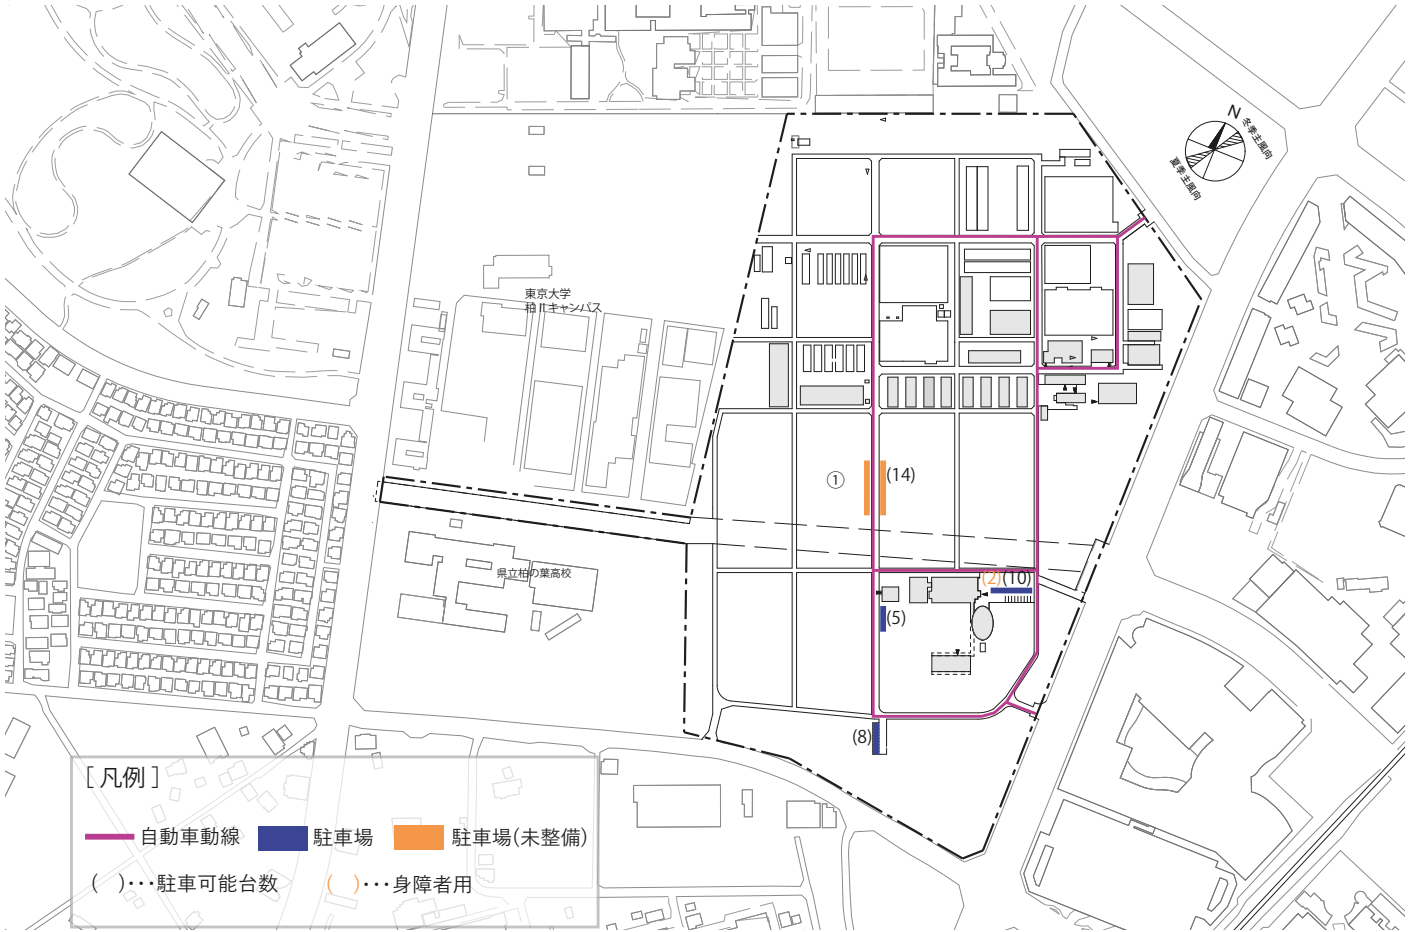 N
冬季主風向
夏季主風向
東京大学
柏IIキャンパス
①
(14)
県立柏の葉高校
(2)(10)
(5)
(8)
[凡例]
自動車動線
駐車場
駐車場(未整備)
( )・・・駐車可能台数
( )・・・身障者用